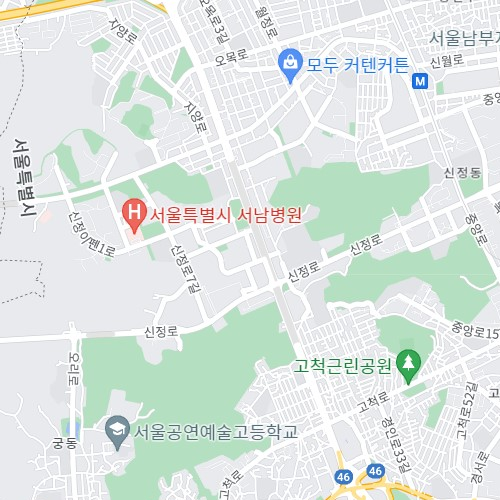 지양로
오목로3길
월정로
오목로
모두 커텐커튼
서울남부지
신월로
M
중앙
지양로
서울특별시
신정동
H
서울특별시 서남병원
신정이펜1로
신정로7길
신정로
신정로
중앙로
신정로
중앙로15
오리로
고척근린공원
고척로
고척로52길
경인로33길
경서로
서울공연예술고등학교
궁동
46
46